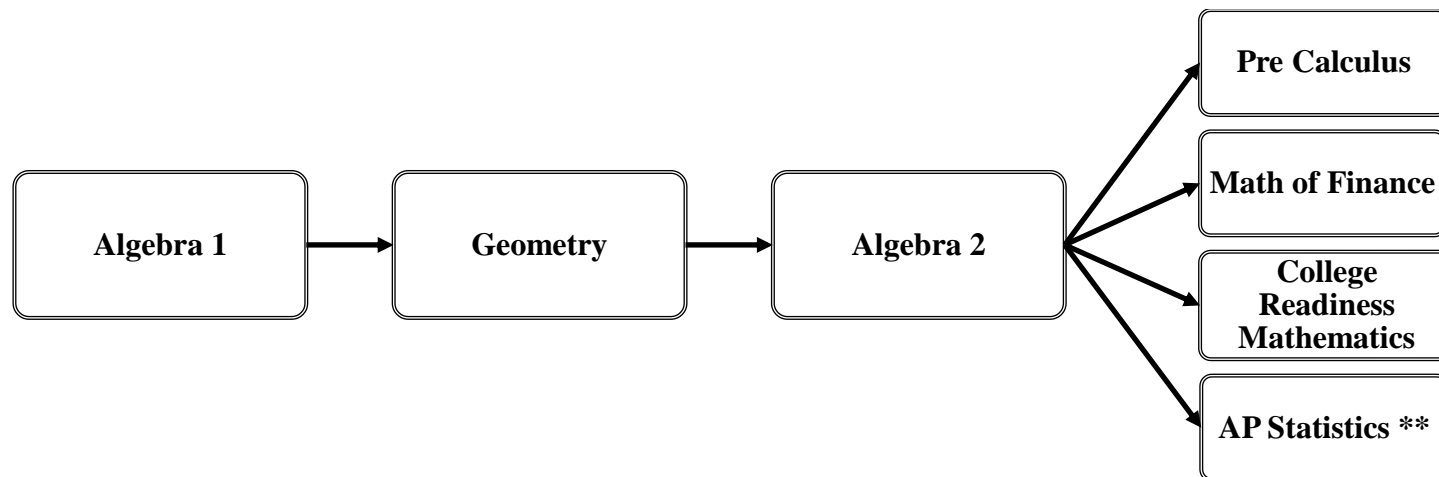 Algebra 1
Geometry
Algebra 2
Pre Calculus
Math of Finance
College
Readiness
Mathematics
AP Statistics **